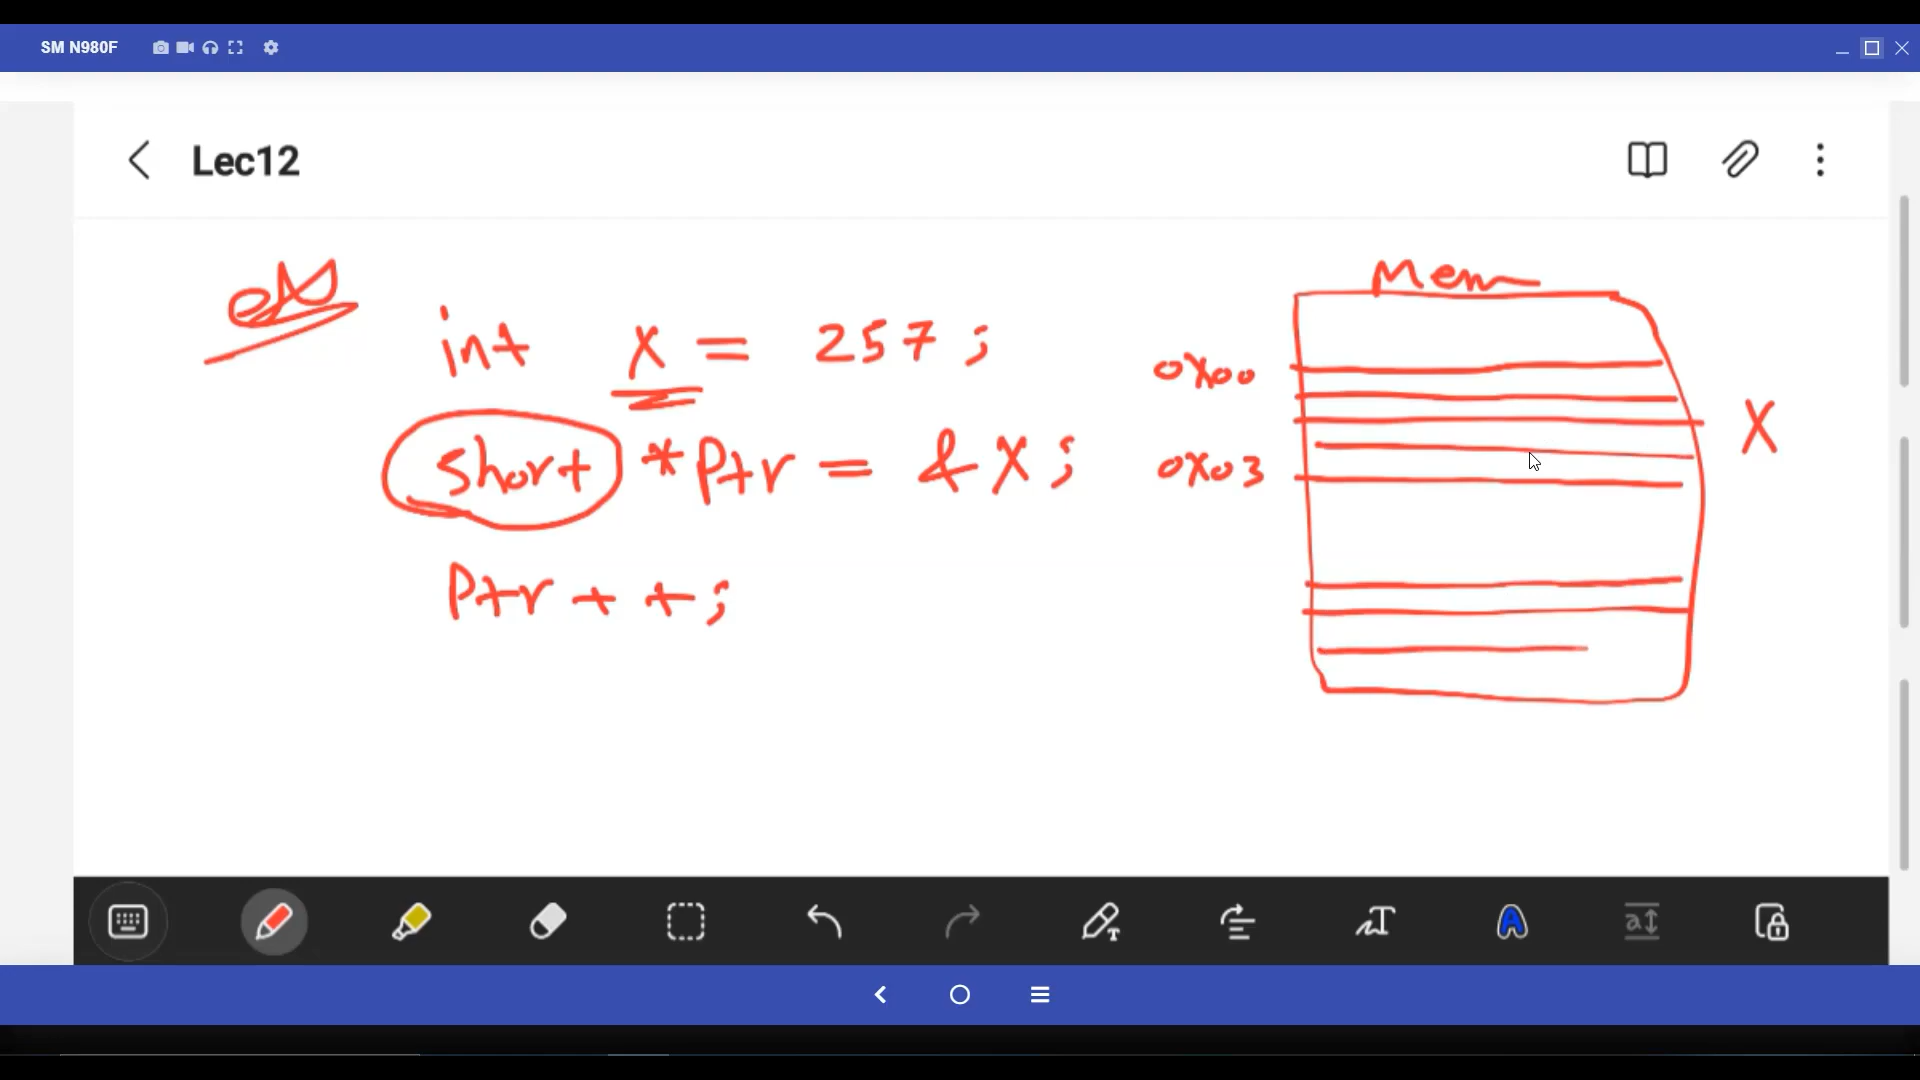 SM N980F
Lec12
Mem
int x = 257;
0x00
X
short *Ptr = &X;
0x03
Ptr++;